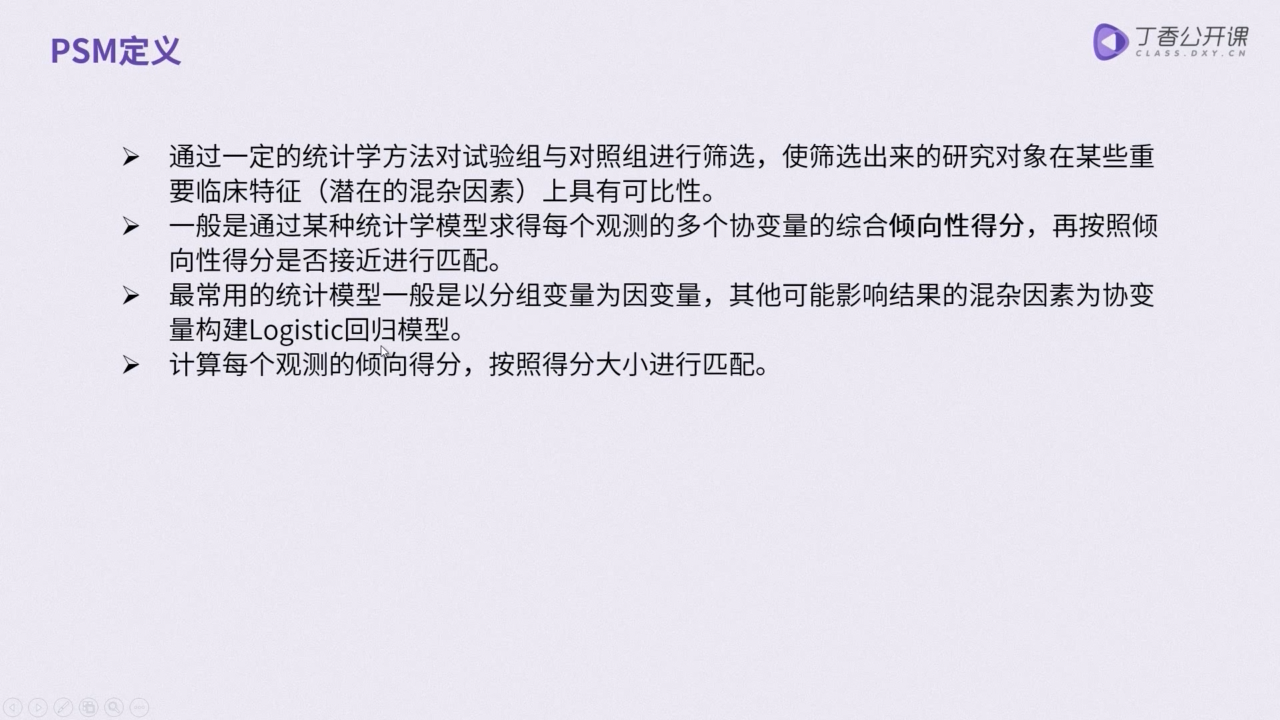 PSM定义
丁香公开课
CLASS.DXY.CN
通过一定的统计学方法对试验组与对照组进行筛选，使筛选出来的研究对象在某些重
要临床特征（潜在的混杂因素）上具有可比性。
一般是通过某种统计学模型求得每个观测的多个协变量的综合倾向性得分，再按照倾
向性得分是否接近进行匹配。
最常用的统计模型一般是以分组变量为因变量，其他可能影响结果的混杂因素为协变
量构建Logistic回归模型。
计算每个观测的倾向得分，按照得分大小进行匹配。